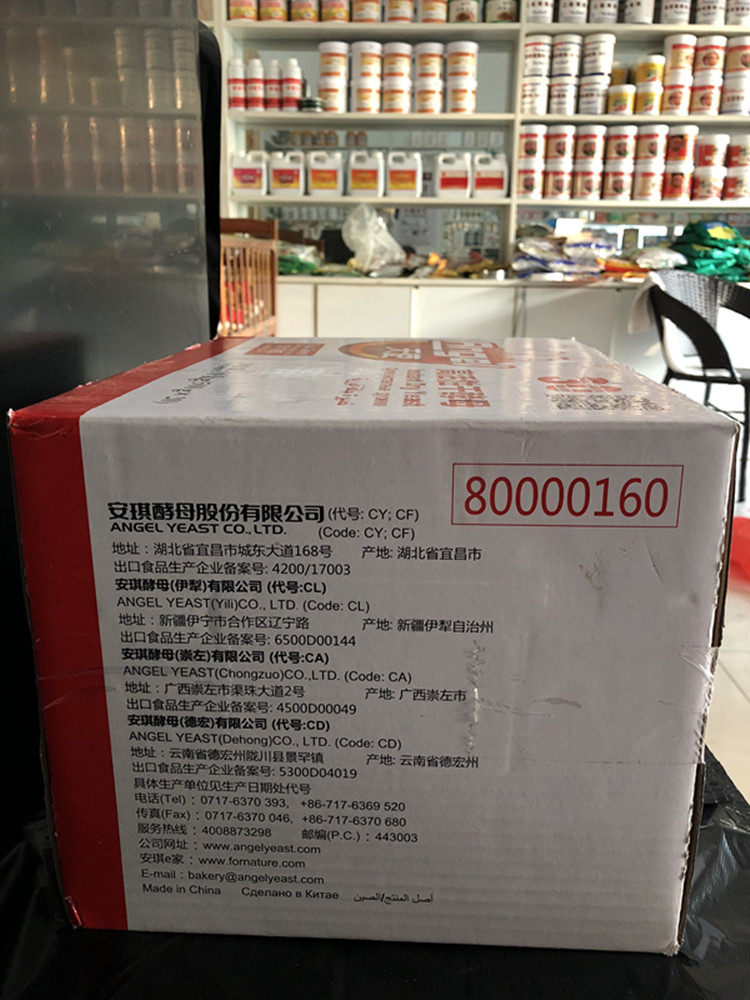 80000160
安琪酵母股份有限公司 (代号: CY; CF)
ANGEL YEAST CO., LTD. (Code: CY; CF)
地址：湖北省宜昌市城东大道168号 产地: 湖北省宜昌市
出口食品生产企业备案号: 4200/17003
安琪酵母(伊犁)有限公司 (代号:CL)
ANGEL YEAST(Yili)CO., LTD. (Code: CL)
地址：新疆伊宁市合作区辽宁路 产地: 新疆伊犁自治州
出口食品生产企业备案号: 6500D00144
安琪酵母(崇左)有限公司 (代号:CA)
ANGEL YEAST(Chongzuo)CO.,LTD. (Code: CA)
地址：广西崇左市渠珠大道2号 产地: 广西崇左市
出口食品生产企业备案号: 4500D00049
安琪酵母(德宏)有限公司 (代号:CD)
ANGEL YEAST(Dehong)CO., LTD. (Code: CD)
地址：云南省德宏州陇川县景罕镇 产地: 云南省德宏州
出口食品生产企业备案号: 5300D04019
具体生产单位见生产日期处代号
电话(Tel)：0717-6370 393, +86-717-6369 520
传真(Fax)：0717-6370 046, +86-717-6370 680
服务热线：4008873298 邮编(P.C.)：443003
公司网址：www.angelyeast.com
安琪e家：www.fornature.com
E-mail : bakery@angelyeast.com
Made in China Сделано в Китае أصل المنتج/الصين